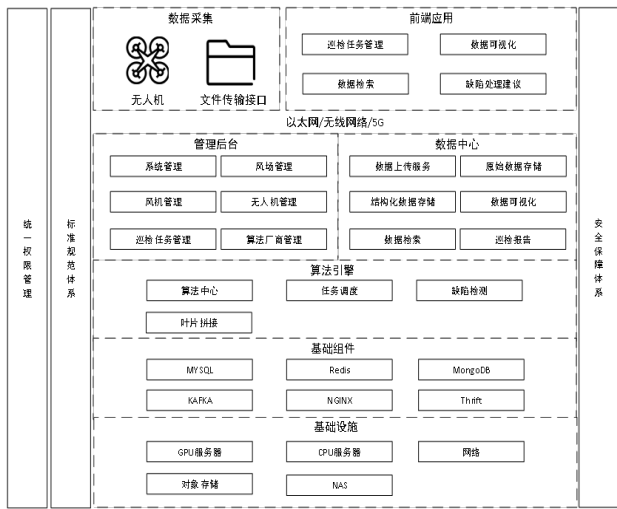 数据采集
无人机
文件传输接口
前端应用
巡检任务管理
数据可视化
数据检索
缺陷处理建议
以太网/无线网络/5G
管理后台
系统管理
风场管理
风机管理
无人机管理
巡检任务管理
算法厂商管理
数据中心
数据上传服务
原始数据存储
结构化数据存储
数据可视化
数据检索
巡检报告
算法引擎
算法中心
任务调度
缺陷检测
叶片拼接
基础组件
MYSQL
Redis
MongoDB
KAFKA
NGINX
Thrift
基础设施
GPU服务器
CPU服务器
网络
对象存储
NAS
统一权限管理
标准规范体系
安全保障体系